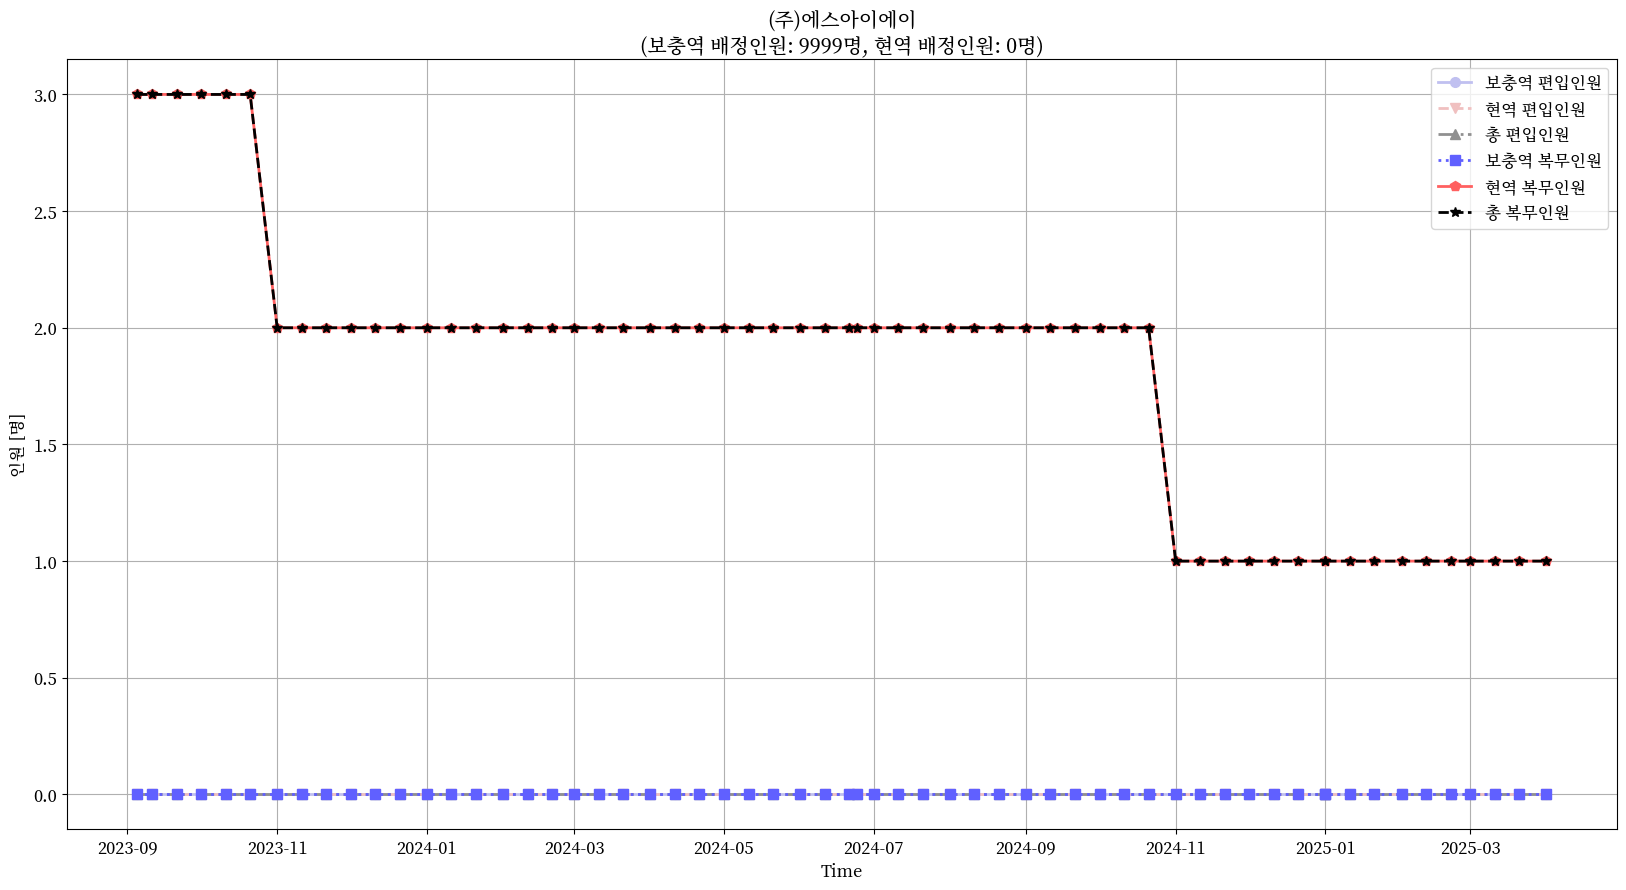 (주)에스아이에이
(보충역 배정인원: 9999명, 현역 배정인원: 0명)
보충역 편입인원
현역 편입인원
총 편입인원
보충역 복무인원
현역 복무인원
총 복무인원
3.0
2.5
2.0
1.5
1.0
0.5
0.0
인원 [명]
2023-09 2023-11 2024-01 2024-03 2024-05 2024-07 2024-09 2024-11 2025-01 2025-03
Time